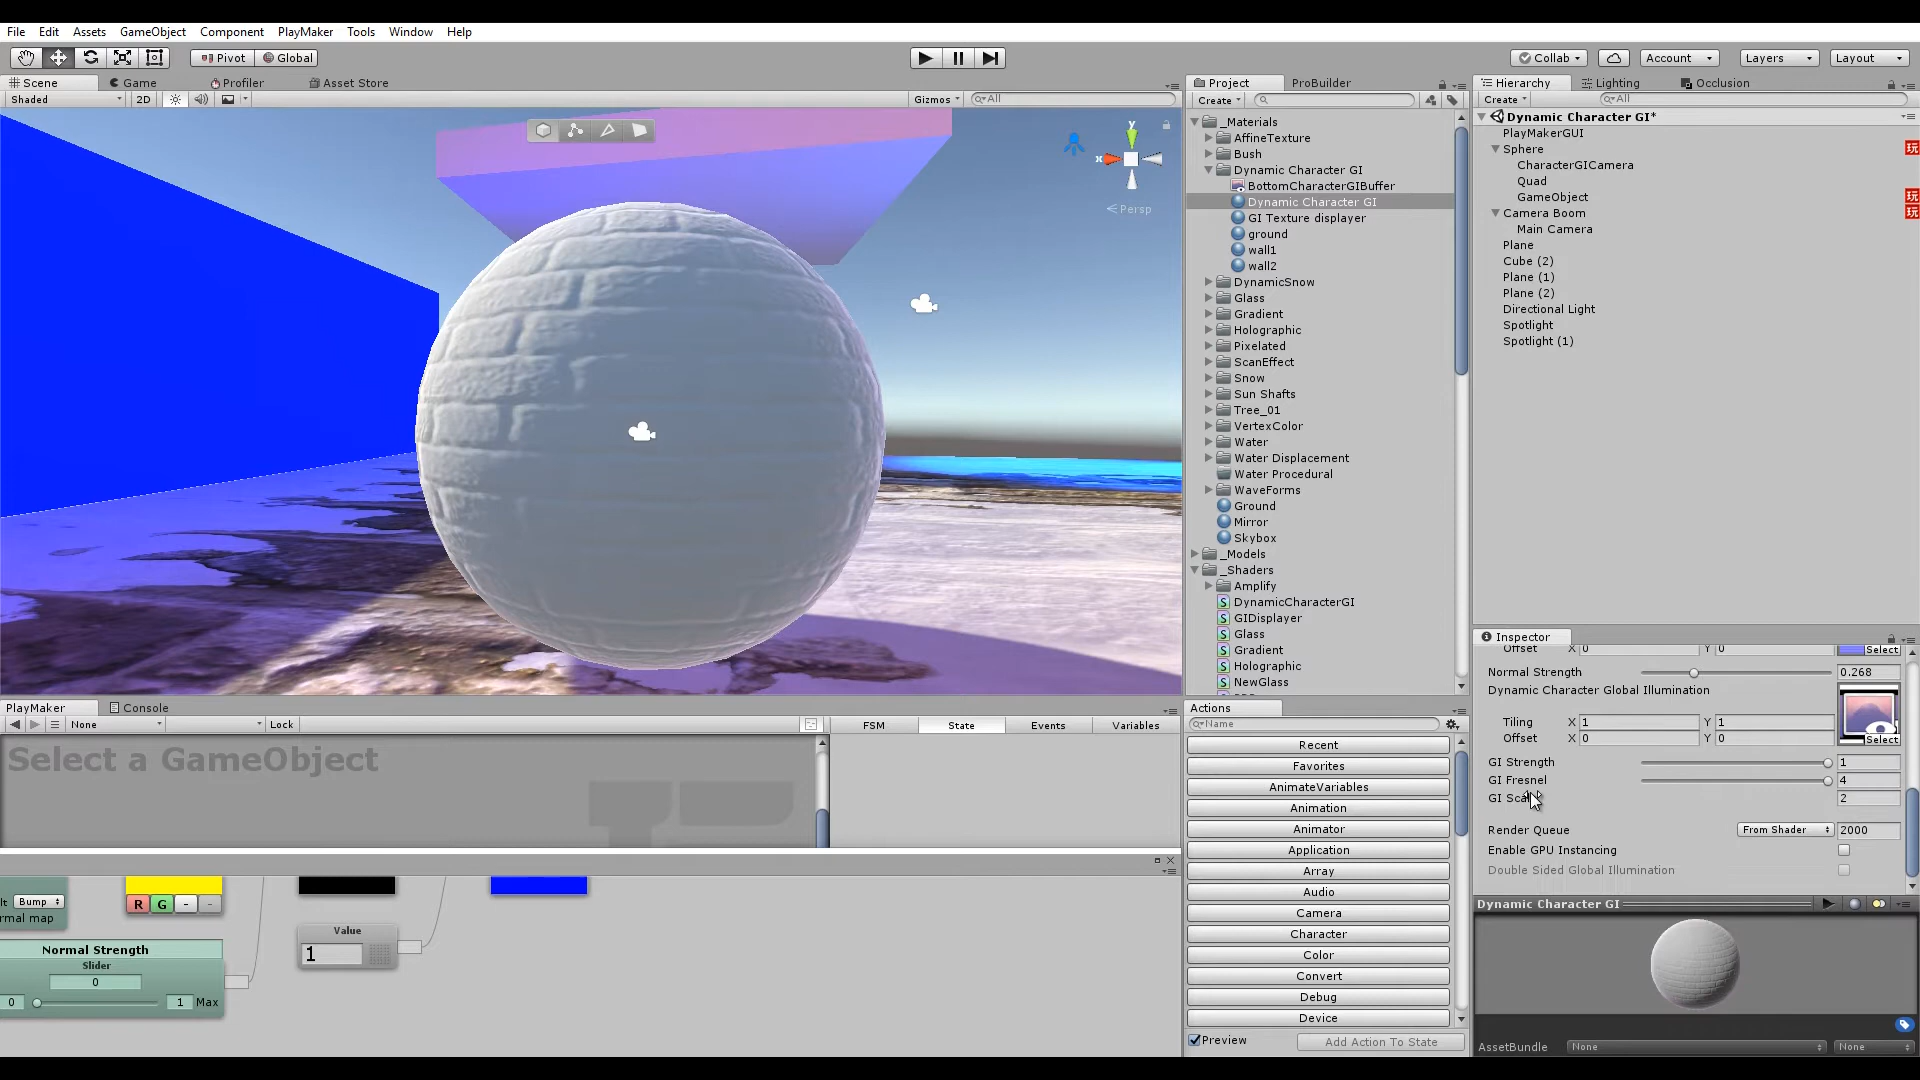 File Edit Assets GameObject Component PlayMaker Tools Window Help
Pivot Global
Collab Account Layers Layout
Scene Game Profiler Asset Store
Shaded 2D Gizmos All
y
x
Persp
Project ProBuilder
Create
_Materials
AffineTexture
Bush
Dynamic Character GI
BottomCharacterGIBuffer
Dynamic Character GI
GI Texture displayer
ground
wall1
wall2
DynamicSnow
Glass
Gradient
Holographic
Pixelated
ScanEffect
Snow
Sun Shafts
Tree_01
VertexColor
Water
Water Displacement
Water Procedural
WaveForms
Ground
Mirror
Skybox
_Models
_Shaders
Amplify
DynamicCharacterGI
GIDisplayer
Glass
Gradient
Holographic
NewGlass
Hierarchy Lighting Occlusion
Create All
Dynamic Character GI*
PlayMakerGUI
Sphere
CharacterGICamera
Quad
GameObject
Camera Boom
Main Camera
Plane
Cube (2)
Plane (1)
Plane (2)
Directional Light
Spotlight
Spotlight (1)
Inspector
Offset X 0 Y 0 Select
Normal Strength 0.268
Dynamic Character Global Illumination
Tiling X 1 Y 1
Offset X 0 Y 0 Select
GI Strength 1
GI Fresnel 4
GI Sca 2
Render Queue From Shader 2000
Enable GPU Instancing
Double Sided Global Illumination
Dynamic Character GI
AssetBundle None None
PlayMaker Console
None Lock FSM State Events Variables
Select a GameObject
lt Bump
rmal map
R G - -
Normal Strength
Slider
0
0 1 Max
Value
1
Actions
Name
Recent
Favorites
AnimateVariables
Animation
Animator
Application
Array
Audio
Camera
Character
Color
Convert
Debug
Device
Preview Add Action To State